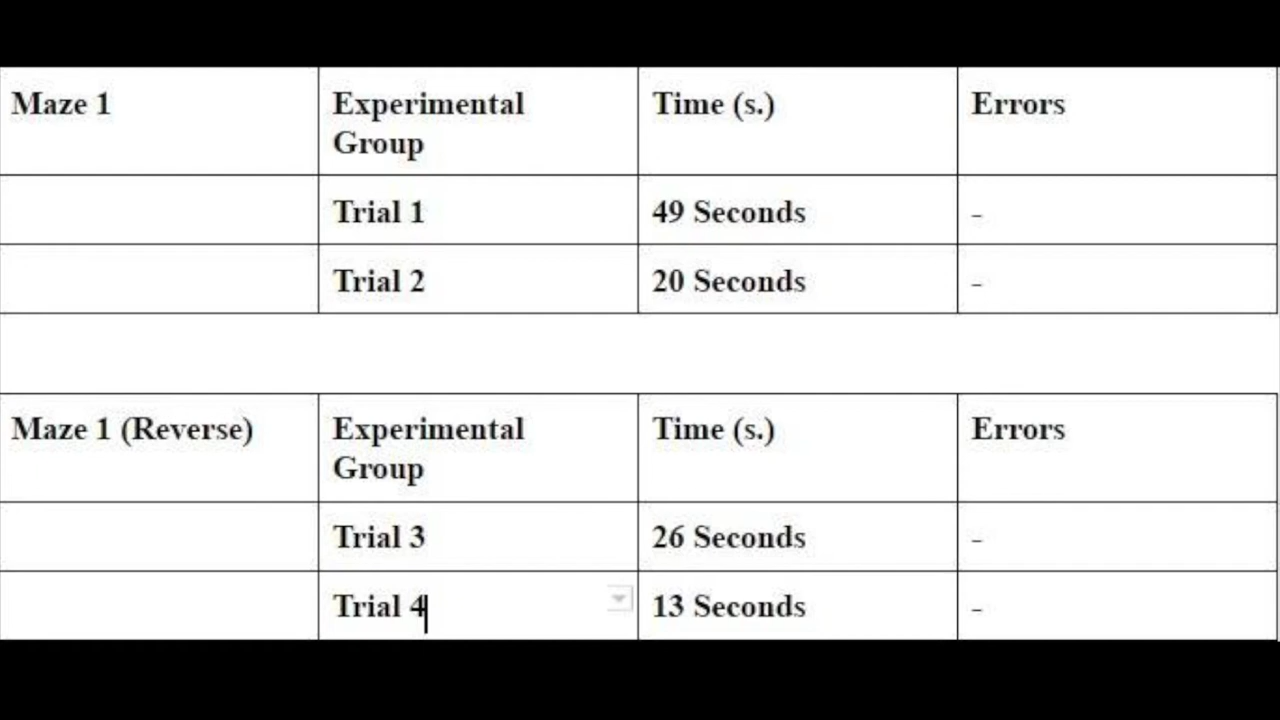 Maze 1 Experimental Time (s.) Errors
Group
Trial 1 49 Seconds -
Trial 2 20 Seconds -
Maze 1 (Reverse) Experimental Time (s.) Errors
Group
Trial 3 26 Seconds -
Trial 4 13 Seconds -